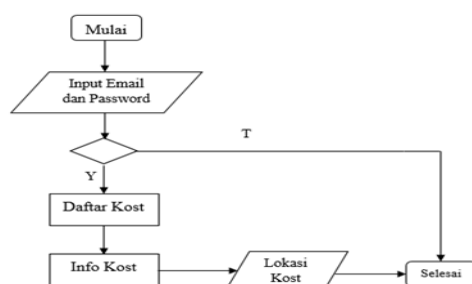 Mulai
Input Email
dan Password
T
Y
Daftar Kost
Info Kost
Lokasi
Kost
Selesai